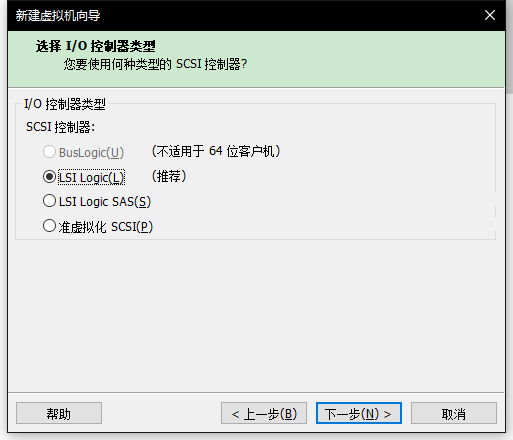 新建虚拟机向导
选择 I/O 控制器类型
您要使用何种类型的 SCSI 控制器?
I/O 控制器类型
SCSI 控制器:
BusLogic(U) (不适用于 64 位客户机)
LSI Logic(L) (推荐)
LSI Logic SAS(S)
准虚拟化 SCSI(P)
帮助 < 上一步(B) 下一步(N) > 取消